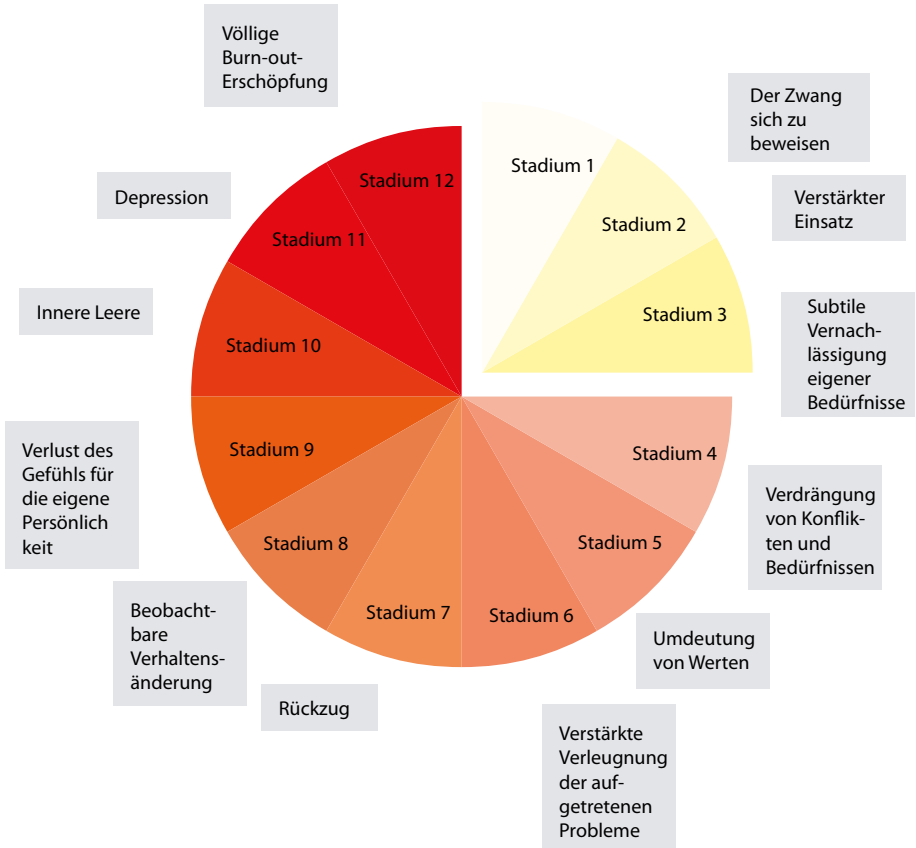 Stadium 1
Der Zwang
sich zu
beweisen
Stadium 2
Verstärkter
Einsatz
Stadium 3
Subtile
Vernach-
lässigung
eigener
Bedürfnisse
Stadium 4
Verdrängung
von Konflik-
ten und
Bedürfnissen
Stadium 5
Umdeutung
von Werten
Stadium 6
Verstärkte
Verleugnung
der auf-
getretenen
Probleme
Stadium 7
Rückzug
Stadium 8
Beobacht-
bare
Verhaltens-
änderung
Stadium 9
Verlust des
Gefühls für
die eigene
Persönlich
keit
Stadium 10
Innere Leere
Stadium 11
Depression
Stadium 12
Völlige
Burn-out-
Erschöpfung